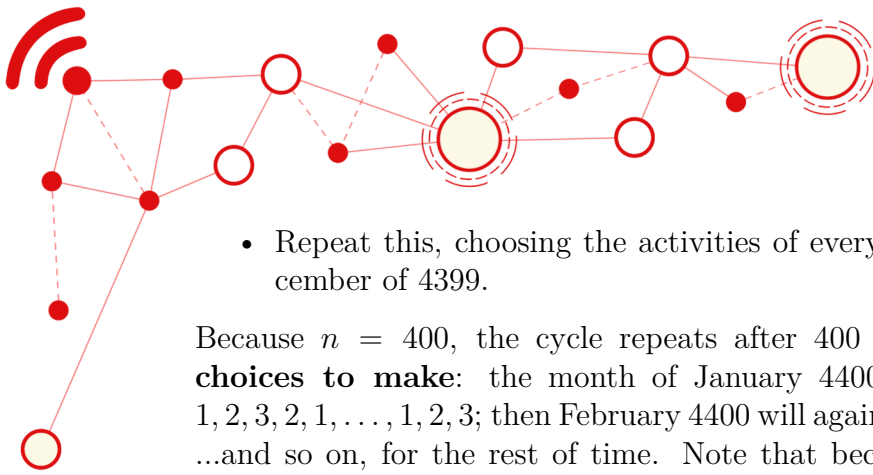 • Repeat this, choosing the activities of every
cember of 4399.
Because n = 400, the cycle repeats after 400
choices to make: the month of January 4400
1, 2, 3, 2, 1, . . . , 1, 2, 3; then February 4400 will again
...and so on, for the rest of time. Note that bec